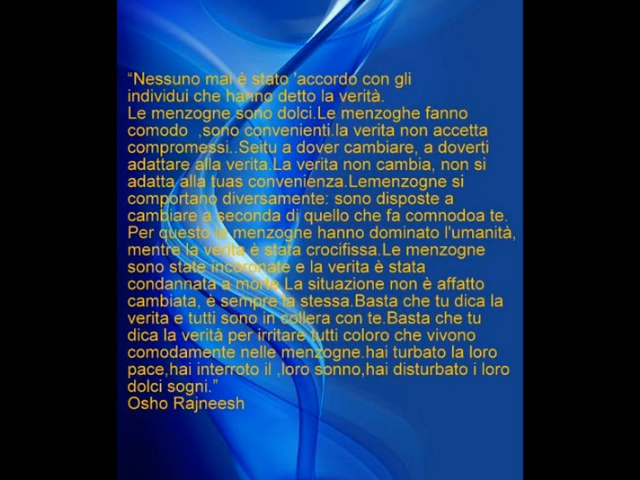 “Nessuno mai è stato 'accordo con gli
individui che hanno detto la verità.
Le menzogne sono dolci.Le menzoghe fanno
comodo ,sono convenienti.la verita non accetta
compromessi..Seitu a dover cambiare, a doverti
adattare alla verita.La verita non cambia, non si
adatta alla tuas convenienza.Lemenzogne si
comportano diversamente: sono disposte a
cambiare a seconda di quello che fa comnodoa te.
Per questo le menzogne hanno dominato l'umanità,
mentre la verità è stata crocifissa.Le menzogne
sono state incoronate e la verità è stata
condannata a morte.La situazione non è affatto
cambiata, è sempre la stessa.Basta che tu dica la
verita e tutti sono in collera con te.Basta che tu
dica la verità per irritare tutti coloro che vivono
comodamente nelle menzogne.hai turbato la loro
pace,hai interroto il ,loro sonno,hai disturbato i loro
dolci sogni.”
Osho Rajneesh